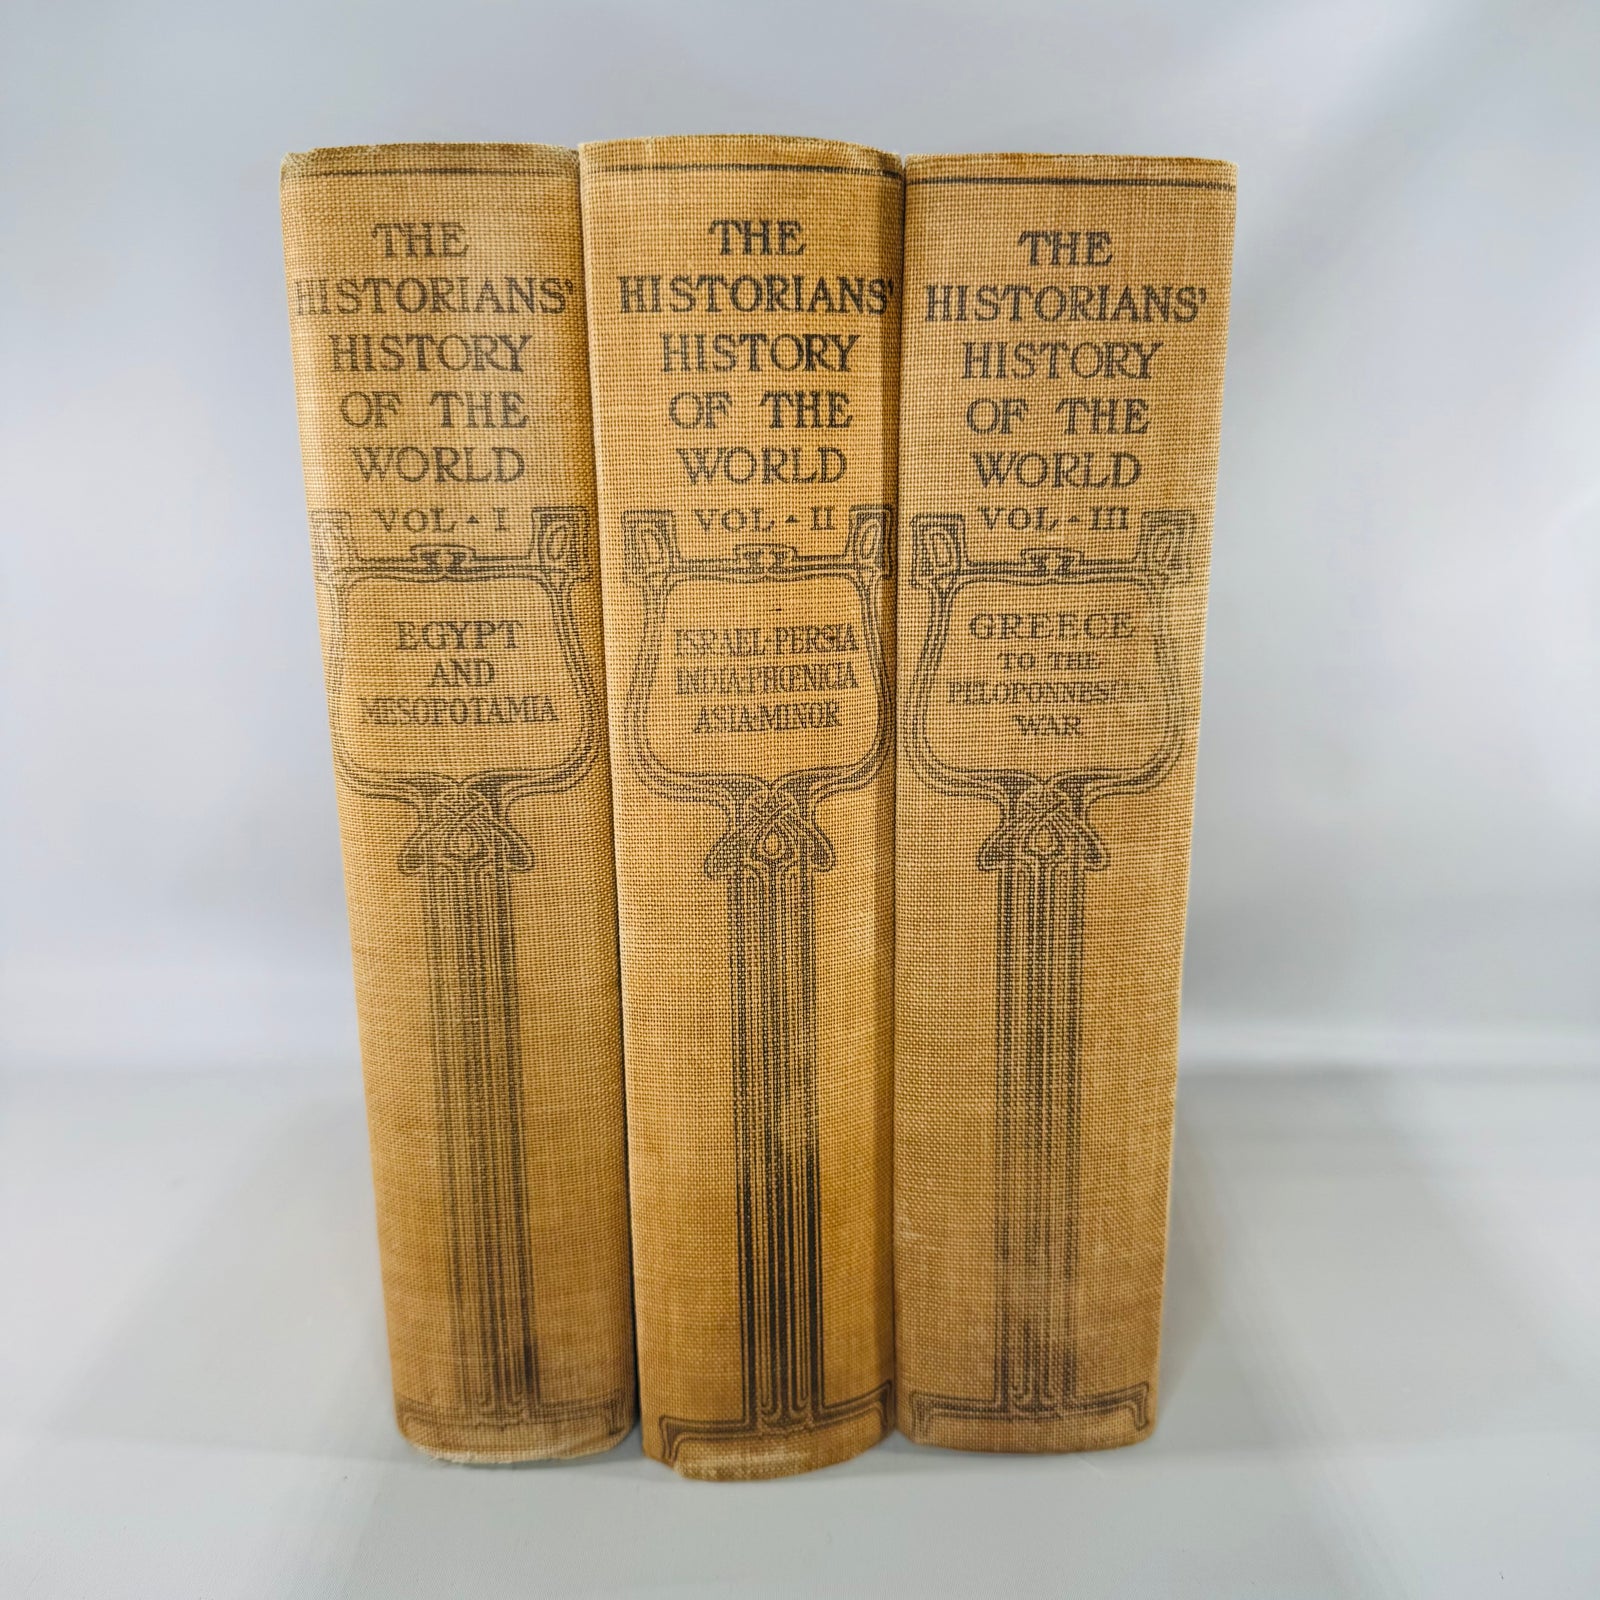 THE
HISTORIANS'
HISTORY
OF THE
WORLD
VOL · I
EGYPT
AND
MESOPOTAMIA
THE
HISTORIANS'
HISTORY
OF THE
WORLD
VOL · II
ISRAEL·PERSIA
INDIA·PHŒNICIA
ASIA·MINOR
THE
HISTORIANS'
HISTORY
OF THE
WORLD
VOL · III
GREECE
TO THE
PELOPONNESIAN
WAR